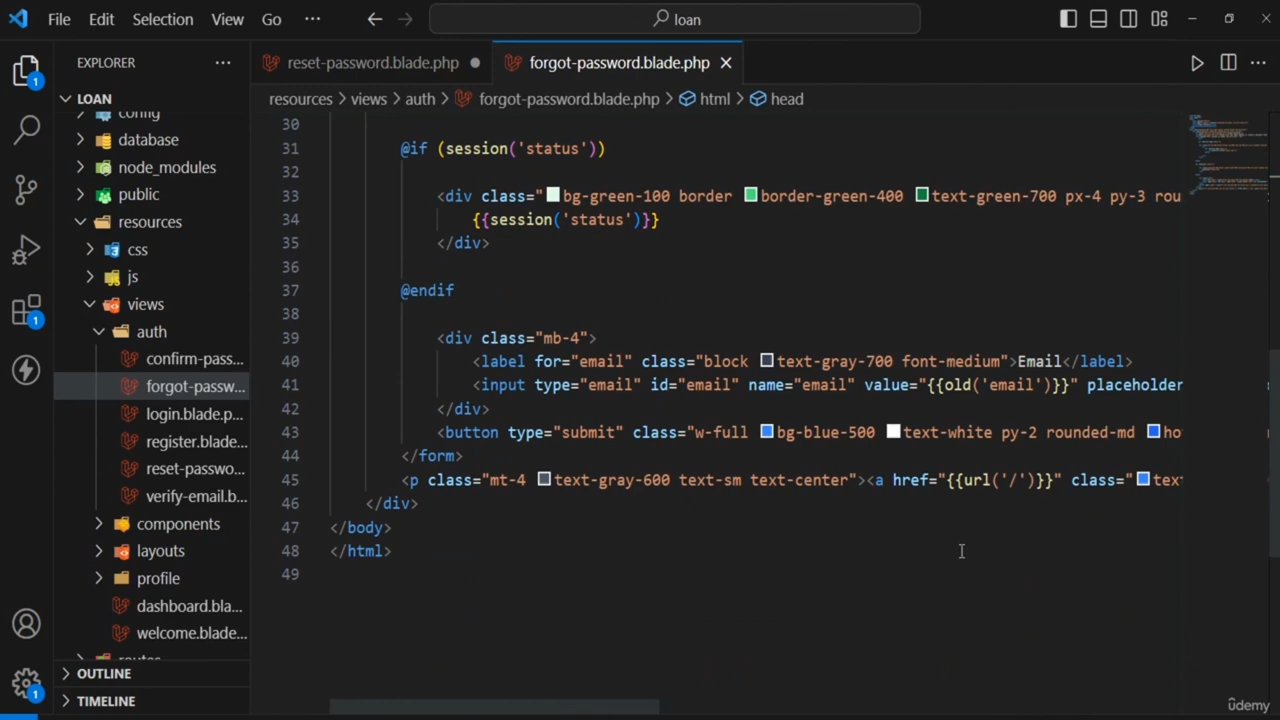 File Edit Selection View Go ··· loan
EXPLORER ···
reset-password.blade.php
forgot-password.blade.php
LOAN
resources > views > auth > forgot-password.blade.php > html > head
config
database
node_modules
public
resources
css
js
views
auth
confirm-pass...
forgot-passw...
login.blade.p...
register.blade...
reset-passwo...
verify-email.b...
components
layouts
profile
dashboard.bla...
welcome.blade...
routes
OUTLINE
TIMELINE
1
1
1
30
31 @if (session('status'))
32
33 <div class="bg-green-100 border border-green-400 text-green-700 px-4 py-3 rou
34 {{session('status')}}
35 </div>
36
37 @endif
38
39 <div class="mb-4">
40 <label for="email" class="block text-gray-700 font-medium">Email</label>
41 <input type="email" id="email" name="email" value="{{old('email')}}" placeholder
42 </div>
43 <button type="submit" class="w-full bg-blue-500 text-white py-2 rounded-md ho
44 </form>
45 <p class="mt-4 text-gray-600 text-sm text-center"><a href="{{url('/')}}" class="text
46 </div>
47 </body>
48 </html>
49
ûdemy